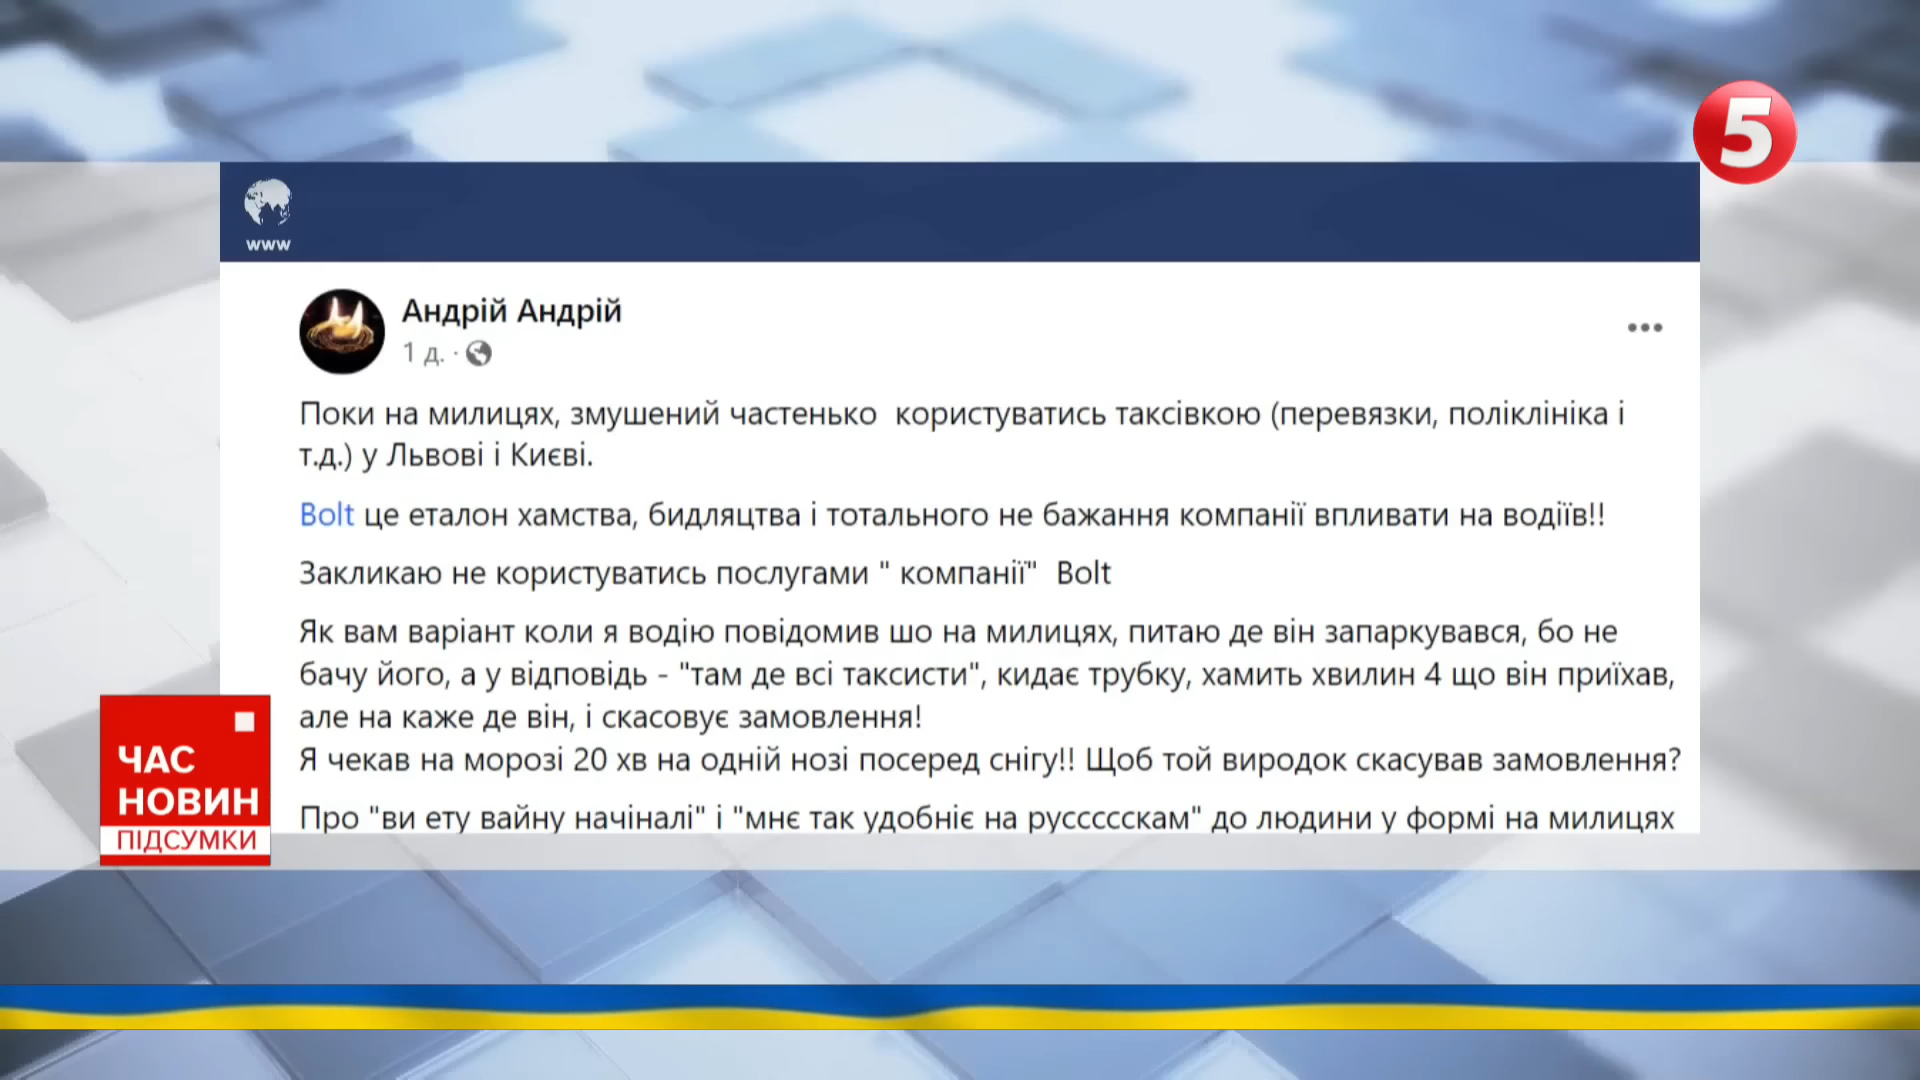 5
www
Андрій Андрій
1 д. ·
Поки на милицях, змушений частенько користуватись таксівкою (перевязки, поліклініка і
т.д.) у Львові і Києві.
Bolt це еталон хамства, бидляцтва і тотального не бажання компанії впливати на водіїв!!
Закликаю не користуватись послугами " компанії" Bolt
Як вам варіант коли я водію повідомив шо на милицях, питаю де він запаркувався, бо не
бачу його, а у відповідь - "там де всі таксисти", кидає трубку, хамить хвилин 4 що він приїхав,
але на каже де він, і скасовує замовлення!
Я чекав на морозі 20 хв на одній нозі посеред снігу!! Щоб той виродок скасував замовлення?
Про "ви ету вайну начіналі" і "мнє так удобніє на русссссскам" до людини у формі на милицях
ЧАС
НОВИН
ПІДСУМКИ